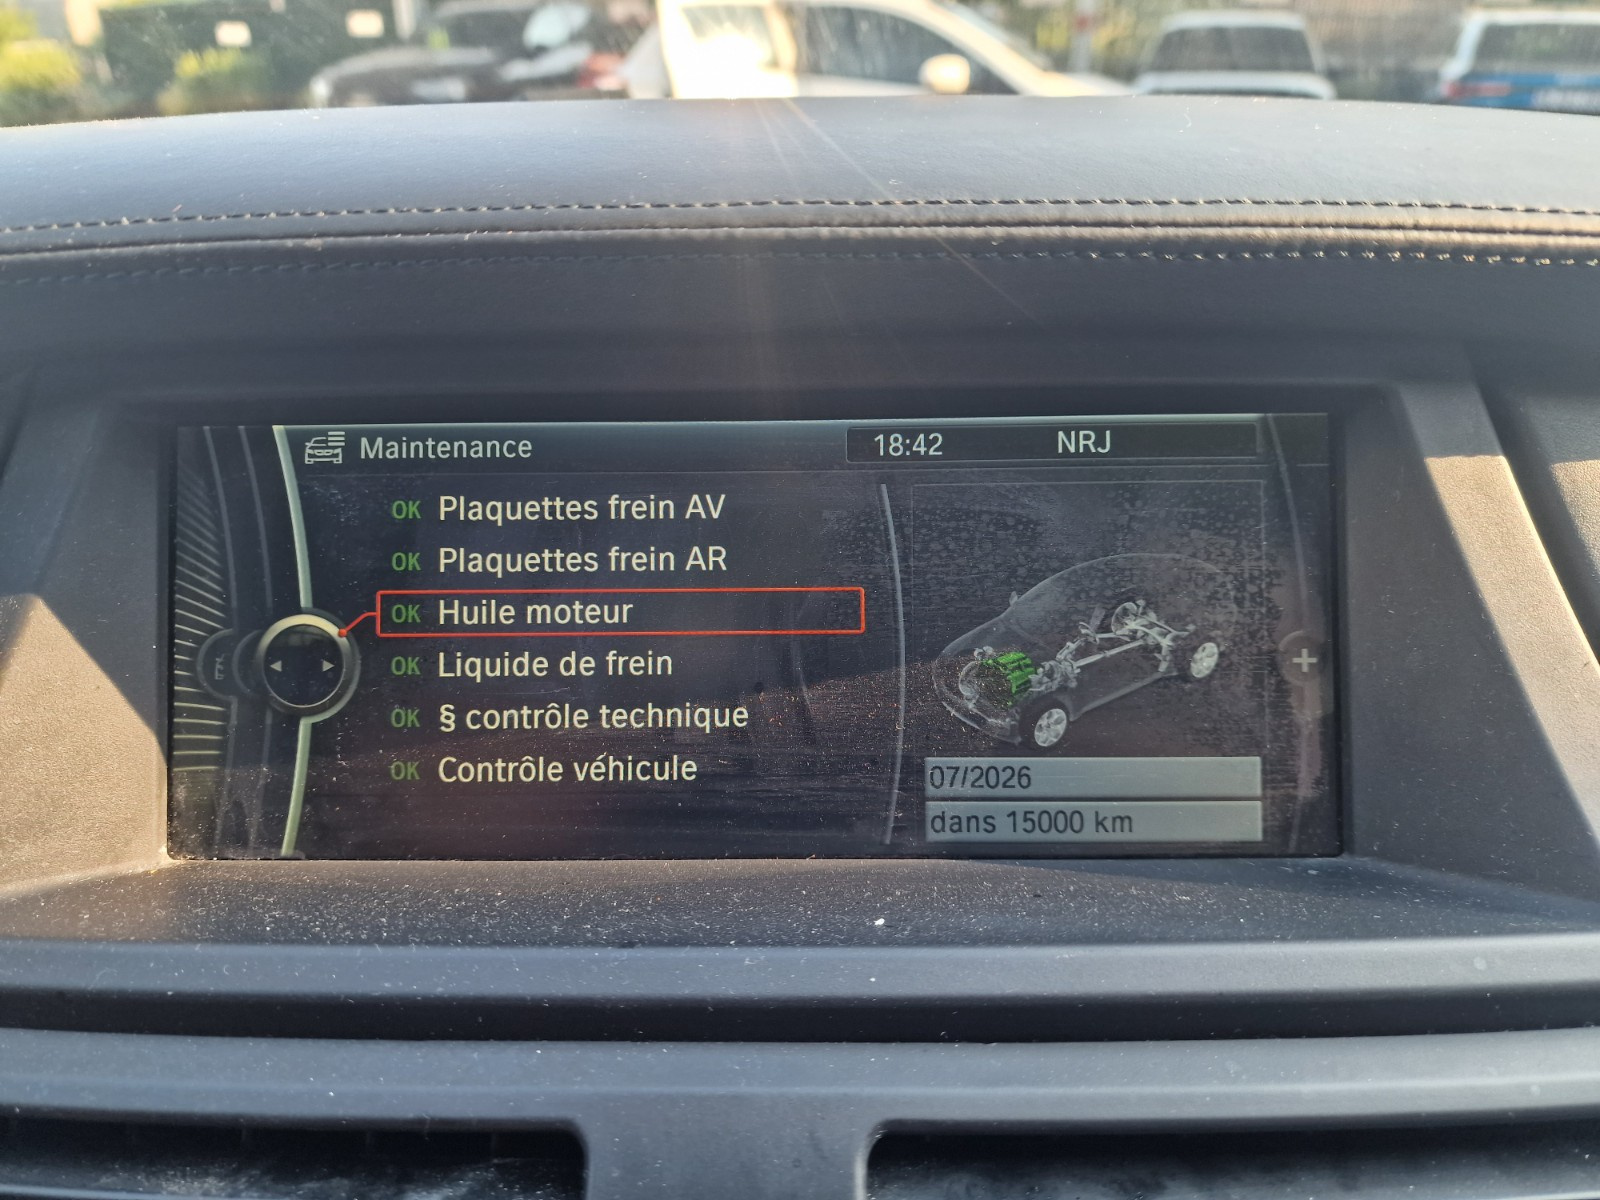 Maintenance
18:42
NRJ
OK Plaquettes frein AV
OK Plaquettes frein AR
OK Huile moteur
OK Liquide de frein
OK § contrôle technique
OK Contrôle véhicule
07/2026
dans 15000 km